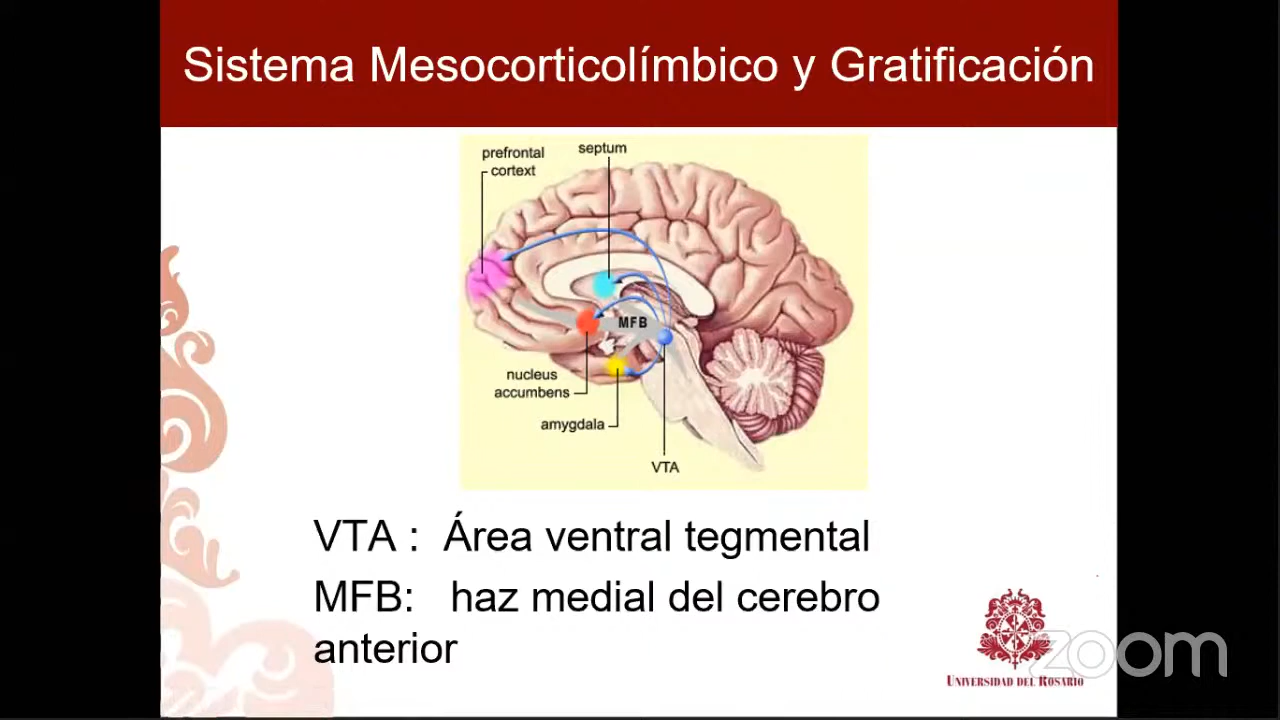 Sistema Mesocorticolímbico y Gratificación
prefrontal
cortext
septum
MFB
nucleus
accumbens
amygdala
VTA
VTA : Área ventral tegmental
MFB: haz medial del cerebro
anterior
zoom
UNIVERSIDAD DEL ROSARIO